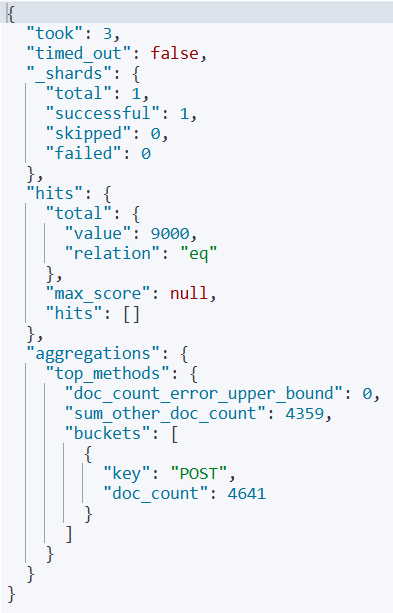 {
  "took": 3,
  "timed_out": false,
  "_shards": {
    "total": 1,
    "successful": 1,
    "skipped": 0,
    "failed": 0
  },
  "hits": {
    "total": {
      "value": 9000,
      "relation": "eq"
    },
    "max_score": null,
    "hits": []
  },
  "aggregations": {
    "top_methods": {
      "doc_count_error_upper_bound": 0,
      "sum_other_doc_count": 4359,
      "buckets": [
        {
          "key": "POST",
          "doc_count": 4641
        }
      ]
    }
  }
}